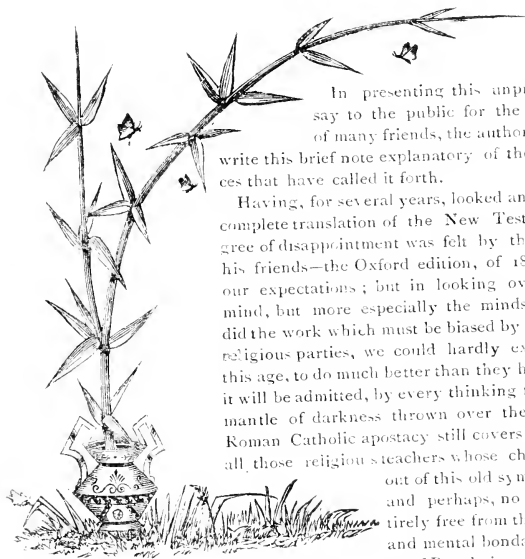 In presenting this
say to the public for the
of many friends, the author
write this brief note explanatory of the
ces that have called it forth.
Having, for several years, looked an
complete translation of the New Test
gree of disappointment was felt by th
his friends—the Oxford edition, of 18
our expectations; but in looking ov
mind, but more especially the minds
did the work which must be biased by
religious parties, we could hardly ex
this age, to do much better than they h
it will be admitted, by every thinking
mantle of darkness thrown over the
Roman Catholic apostacy still covers
all those religious teachers whose ch
out of this old syn
and perhaps, no
tirely free from th
and mental bond